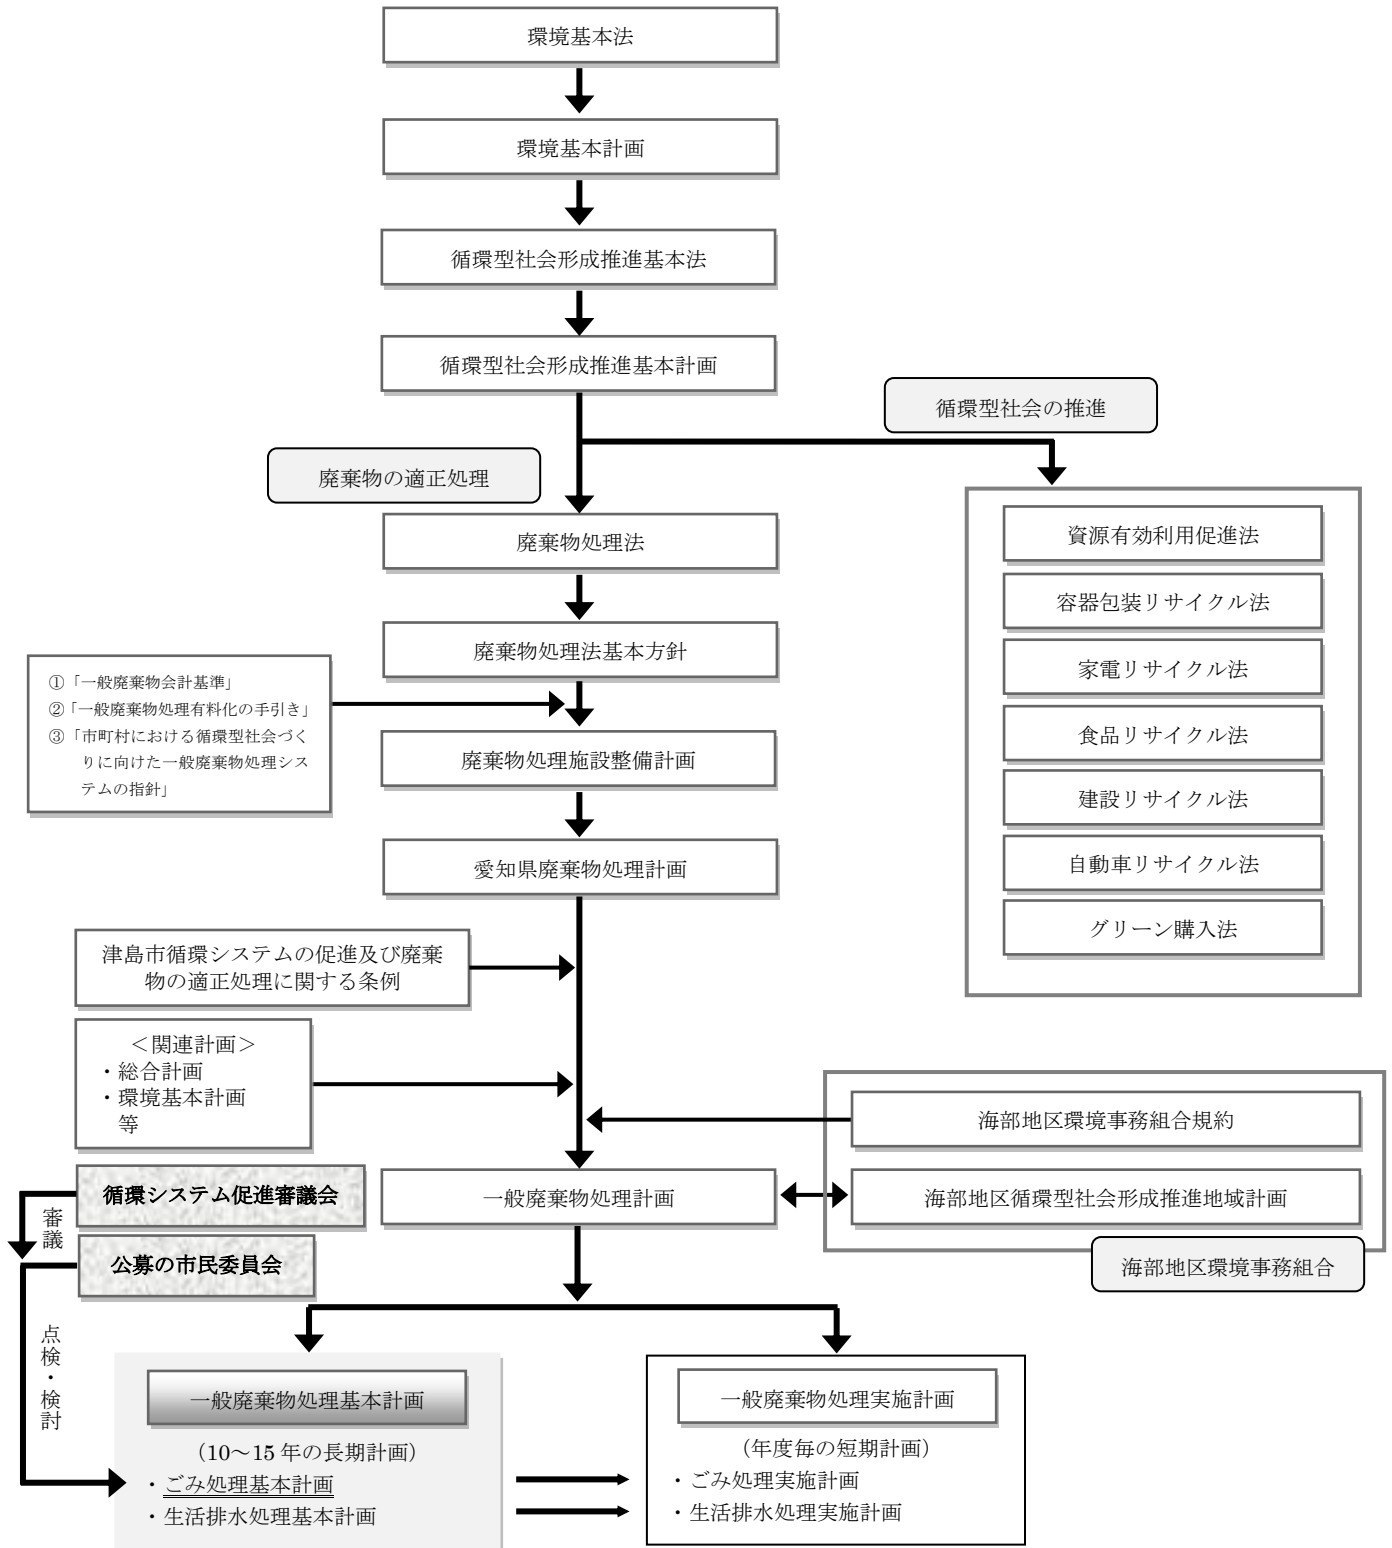 環境基本法
環境基本計画
循環型社会形成推進基本法
循環型社会形成推進基本計画
循環型社会の推進
廃棄物の適正処理
廃棄物処理法
資源有効利用促進法
容器包装リサイクル法
家電リサイクル法
食品リサイクル法
建設リサイクル法
自動車リサイクル法
グリーン購入法
廃棄物処理法基本方針
①「一般廃棄物会計基準」
②「一般廃棄物処理有料化の手引き」
③「市町村における循環型社会づく
りに向けた一般廃棄物処理シス
テムの指針」
廃棄物処理施設整備計画
愛知県廃棄物処理計画
津島市循環システムの促進及び廃棄
物の適正処理に関する条例
＜関連計画＞
・総合計画
・環境基本計画
等
海部地区環境事務組合規約
一般廃棄物処理計画
海部地区循環型社会形成推進地域計画
海部地区環境事務組合
循環システム促進審議会
審議
公募の市民委員会
点検・検討
一般廃棄物処理基本計画
（10～15 年の長期計画）
・ごみ処理基本計画
・生活排水処理基本計画
一般廃棄物処理実施計画
（年度毎の短期計画）
・ごみ処理実施計画
・生活排水処理実施計画